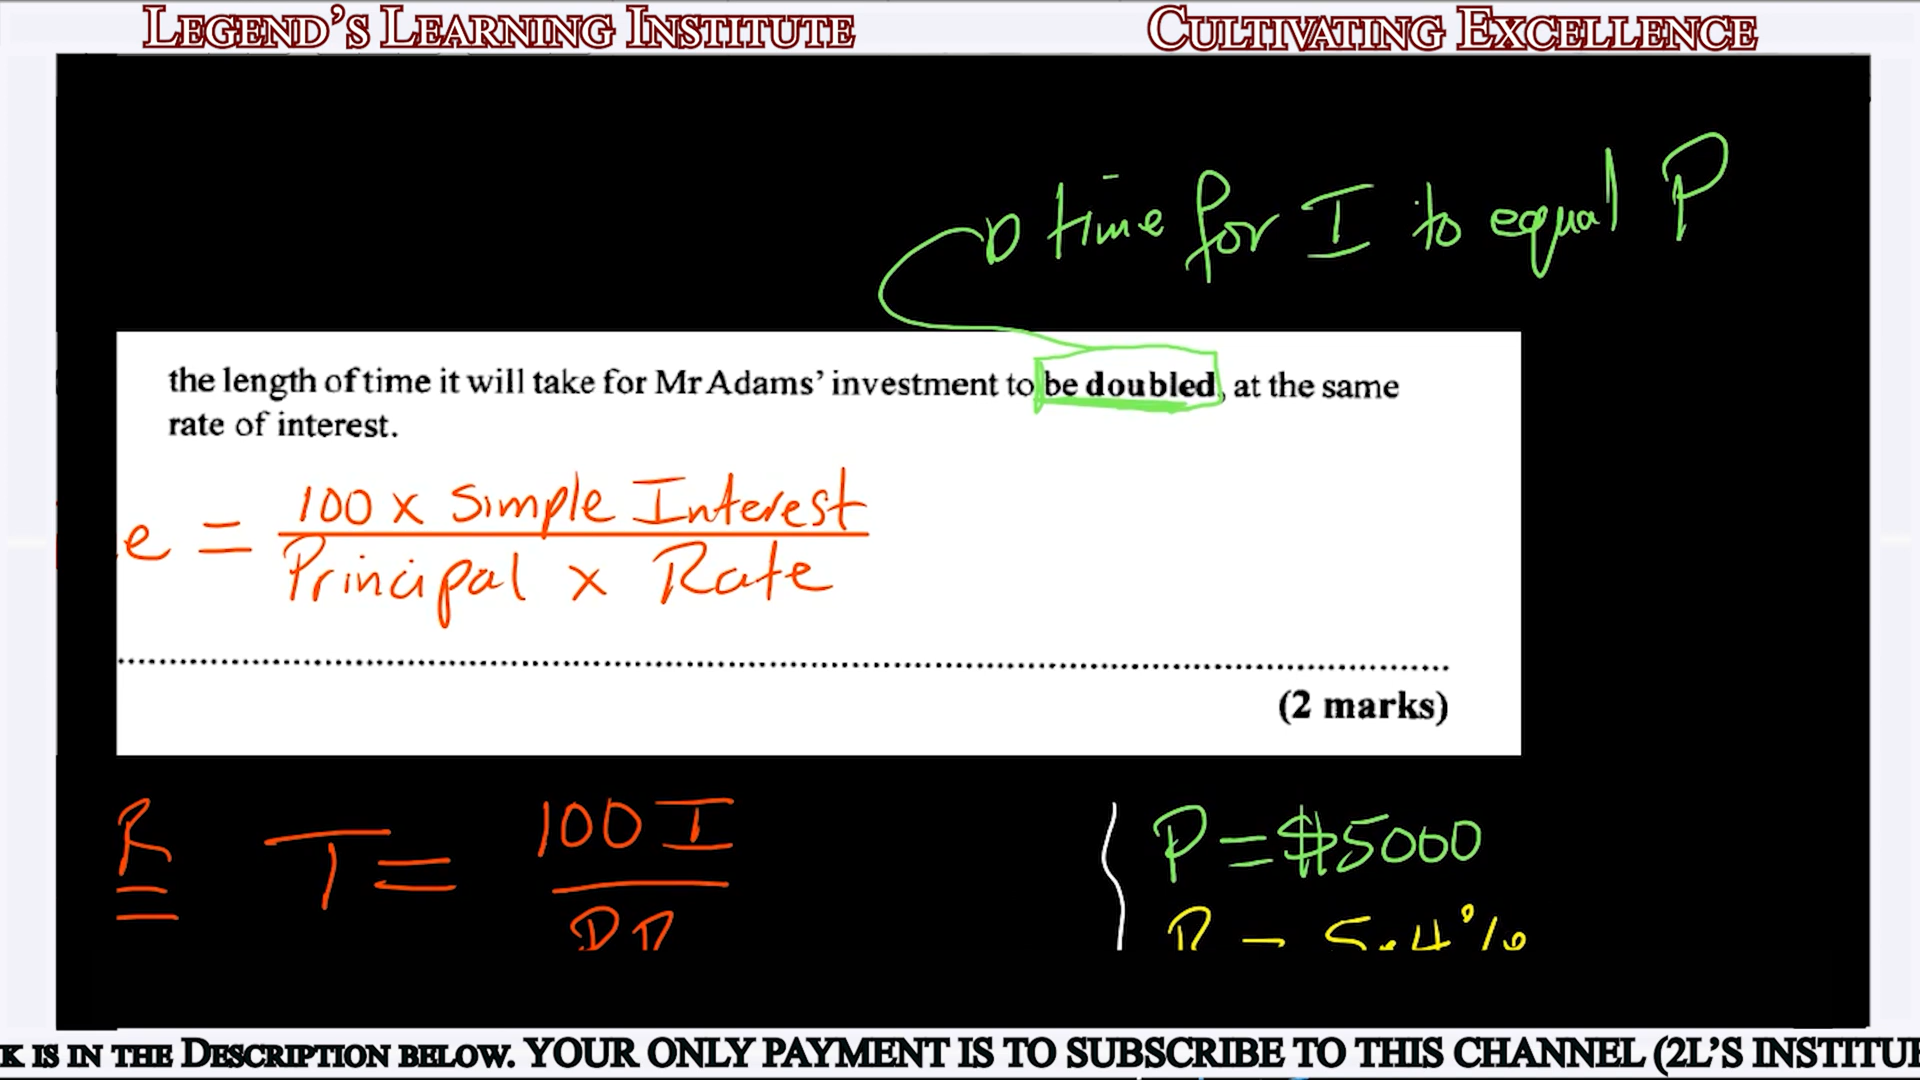 LEGEND'S LEARNING INSTITUTE CULTIVATING EXCELLENCE
time for I to equal P
the length of time it will take for Mr Adams' investment to be doubled, at the same
rate of interest.
e = 100 x Simple Interest
Principal x Rate
(2 marks)
R T = 100 I
P = $5000
5.4%
K IS IN THE DESCRIPTION BELOW. YOUR ONLY PAYMENT IS TO SUBSCRIBE TO THIS CHANNEL (2L'S INSTITU